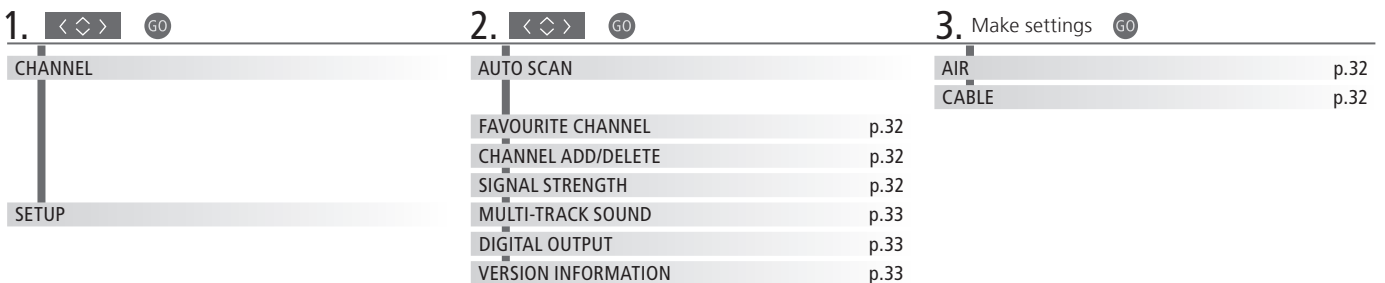 1. GO
CHANNEL
SETUP
2. GO
AUTO SCAN
FAVOURITE CHANNEL p.32
CHANNEL ADD/DELETE p.32
SIGNAL STRENGTH p.32
MULTI-TRACK SOUND p.33
DIGITAL OUTPUT p.33
VERSION INFORMATION p.33
3. Make settings GO
AIR p.32
CABLE p.32